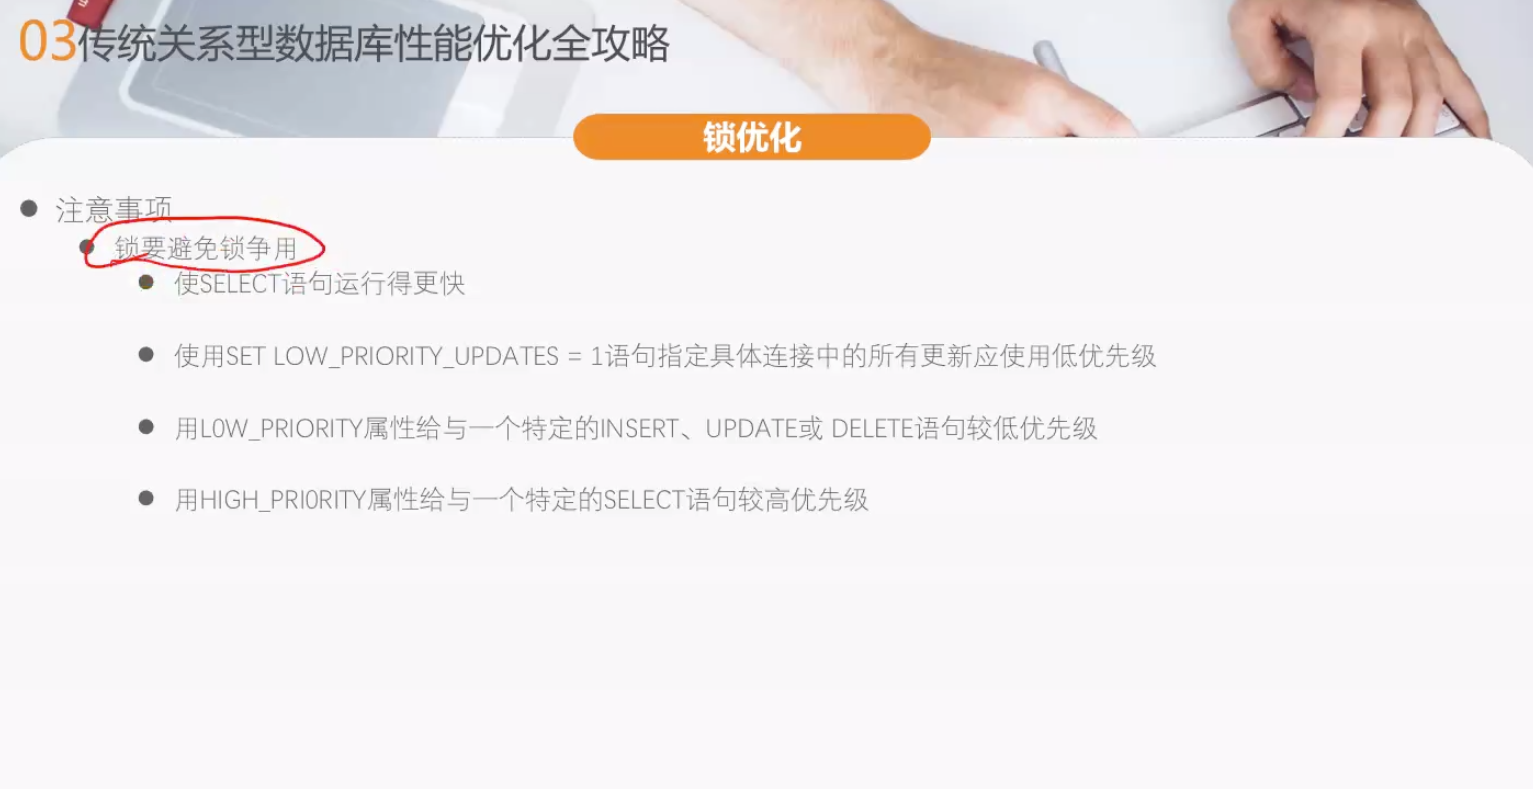 03传统关系型数据库性能优化全攻略
锁优化
注意事项
锁要避免锁争用
使SELECT语句运行得更快
使用SET LOW_PRIORITY_UPDATES = 1语句指定具体连接中的所有更新应使用低优先级
用L0W_PRIORITY属性给与一个特定的INSERT、UPDATE或 DELETE语句较低优先级
用HIGH_PRI0RITY属性给与一个特定的SELECT语句较高优先级